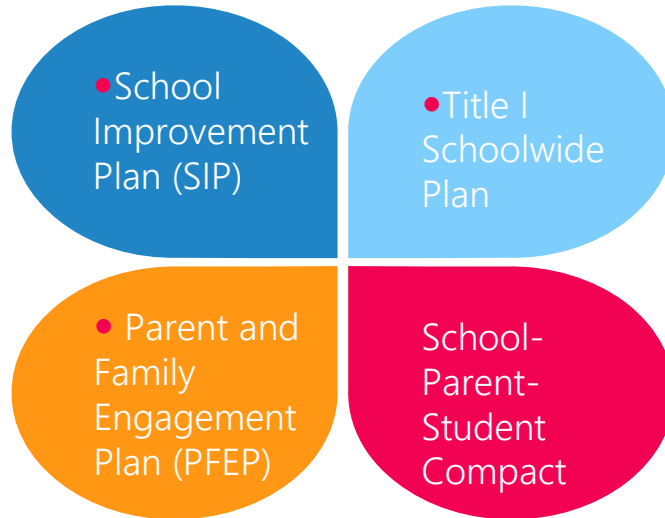 •School
Improvement
Plan (SIP)
•Title I
Schoolwide
Plan
• Parent and
Family
Engagement
Plan (PFEP)
School-
Parent-
Student
Compact